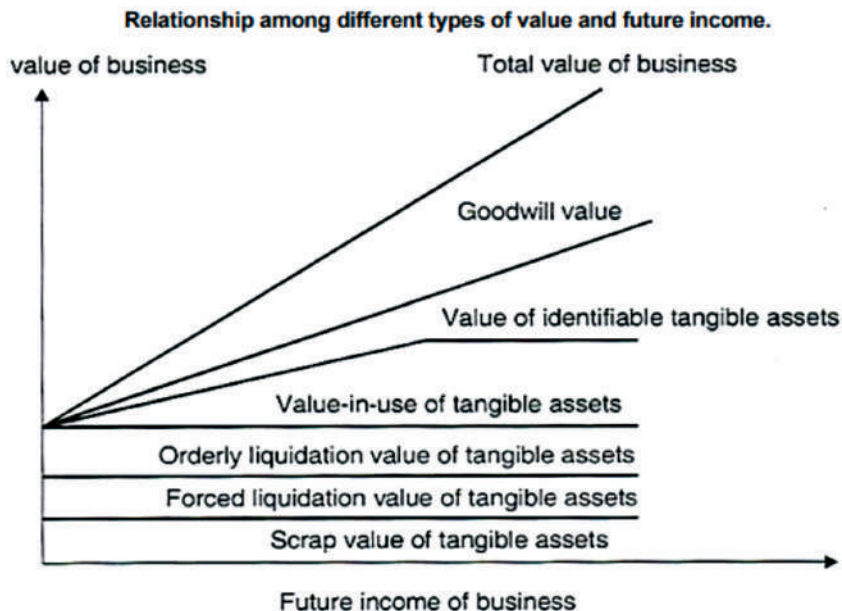 Relationship among different types of value and future income.
value of business
Total value of business
Goodwill value
Value of identifiable tangible assets
Value-in-use of tangible assets
Orderly liquidation value of tangible assets
Forced liquidation value of tangible assets
Scrap value of tangible assets
Future income of business